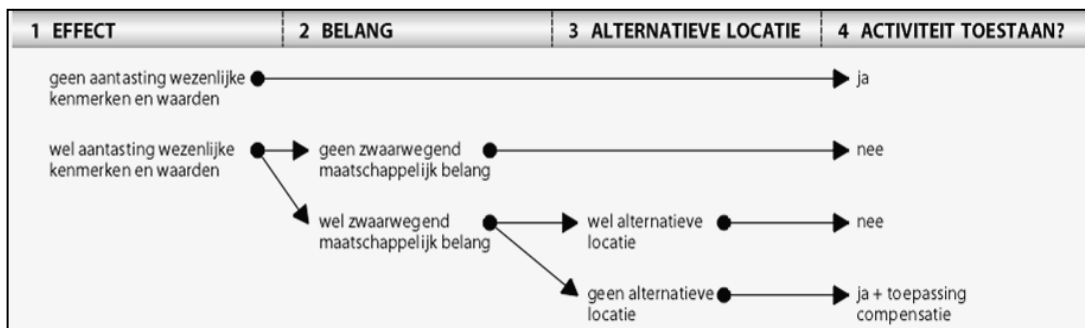 1 EFFECT 2 BELANG 3 ALTERNATIEVE LOCATIE 4 ACTIVITEIT TOESTAAN?
geen aantasting wezenlijke ja
kenmerken en waarden
wel aantasting wezenlijke geen zwaarwegend nee
kenmerken en waarden maatschappelijk belang
wel zwaarwegend wel alternatieve nee
maatschappelijk belang locatie
geen alternatieve ja + toepassing
locatie compensatie